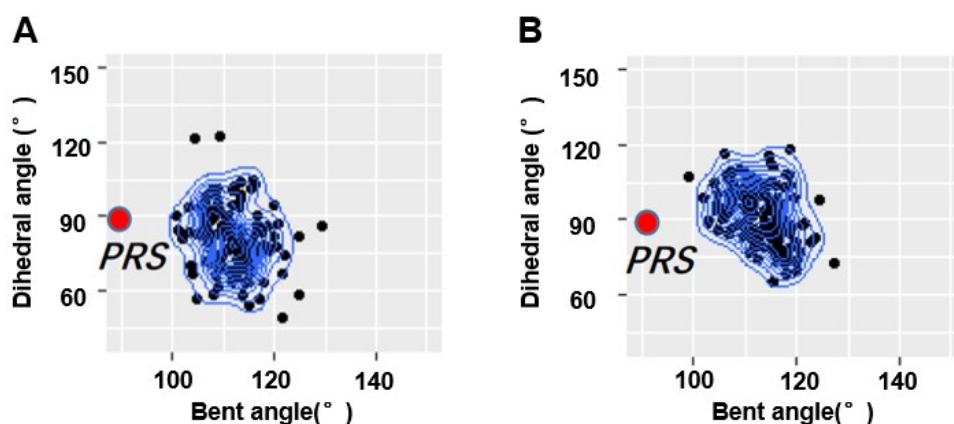 A
150
120
90
60
PRS
100 120 140
Bent angle(° )
Dihedral angle (° )
B
150
120
90
60
PRS
100 120 140
Bent angle(° )
Dihedral angle (° )